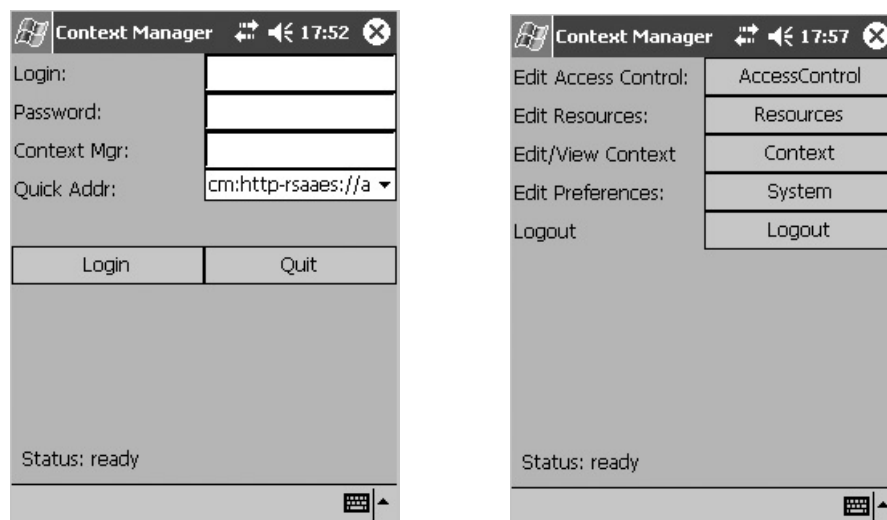 Context Manager 17:52
Login:
Password:
Context Mgr:
Quick Addr: cm:http-rsaaes://a
Login Quit
Status: ready
Context Manager 17:57
Edit Access Control: AccessControl
Edit Resources: Resources
Edit/View Context Context
Edit Preferences: System
Logout Logout
Status: ready